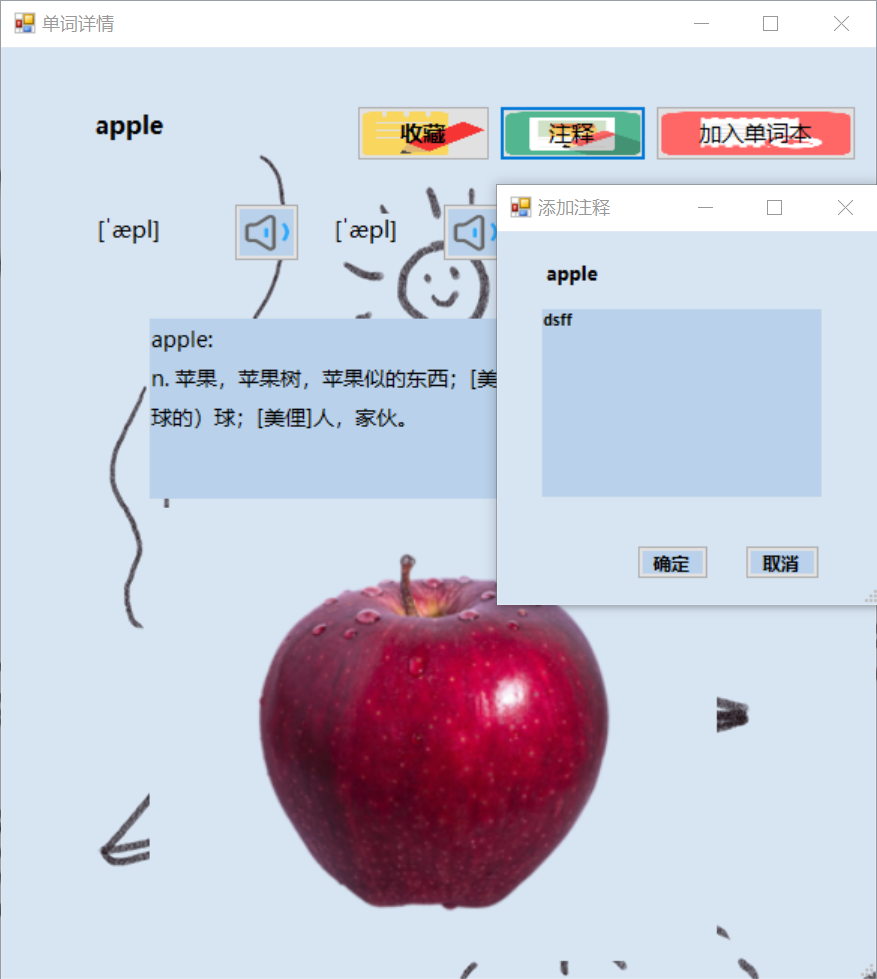 单词详情
apple
收藏
注释
加入单词本
[ˈæpl]
[ˈæpl]
apple:
n. 苹果，苹果树，苹果似的东西；[美
球的）球；[美俚]人，家伙。
添加注释
apple
dsff
确定
取消